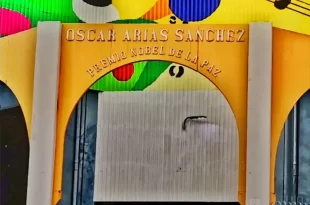 OSCAR ARIAS SANCHEZ
PREMIO NOBEL DE LA PAZ